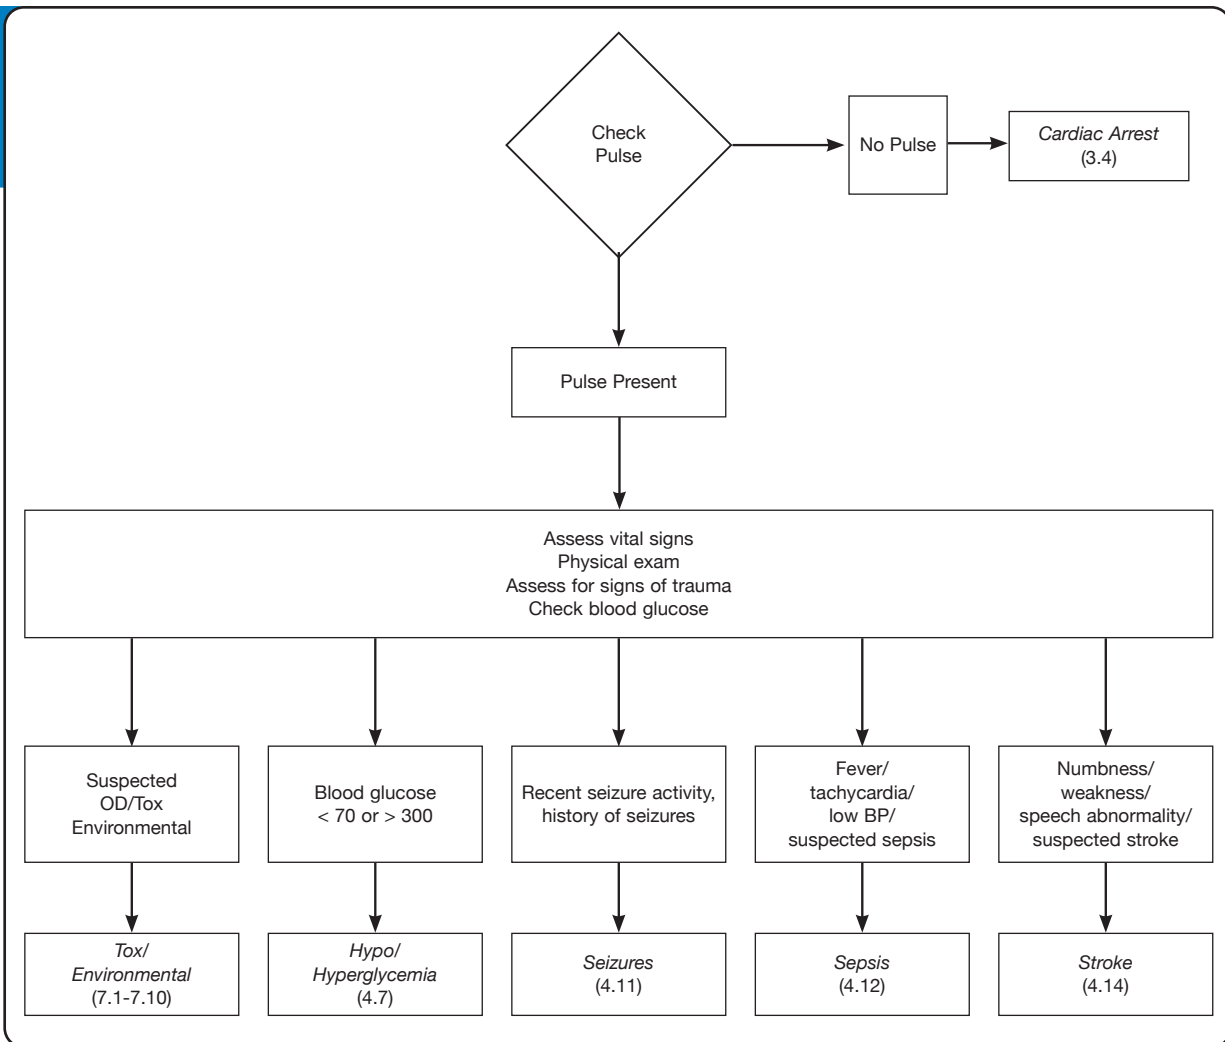 Check
Pulse
No Pulse
Cardiac Arrest
(3.4)
Pulse Present
Assess vital signs
Physical exam
Assess for signs of trauma
Check blood glucose
Suspected
OD/Tox
Environmental
Blood glucose
< 70 or > 300
Recent seizure activity,
history of seizures
Fever/
tachycardia/
low BP/
suspected sepsis
Numbness/
weakness/
speech abnormality/
suspected stroke
Tox/
Environmental
(7.1-7.10)
Hypo/
Hyperglycemia
(4.7)
Seizures
(4.11)
Sepsis
(4.12)
Stroke
(4.14)